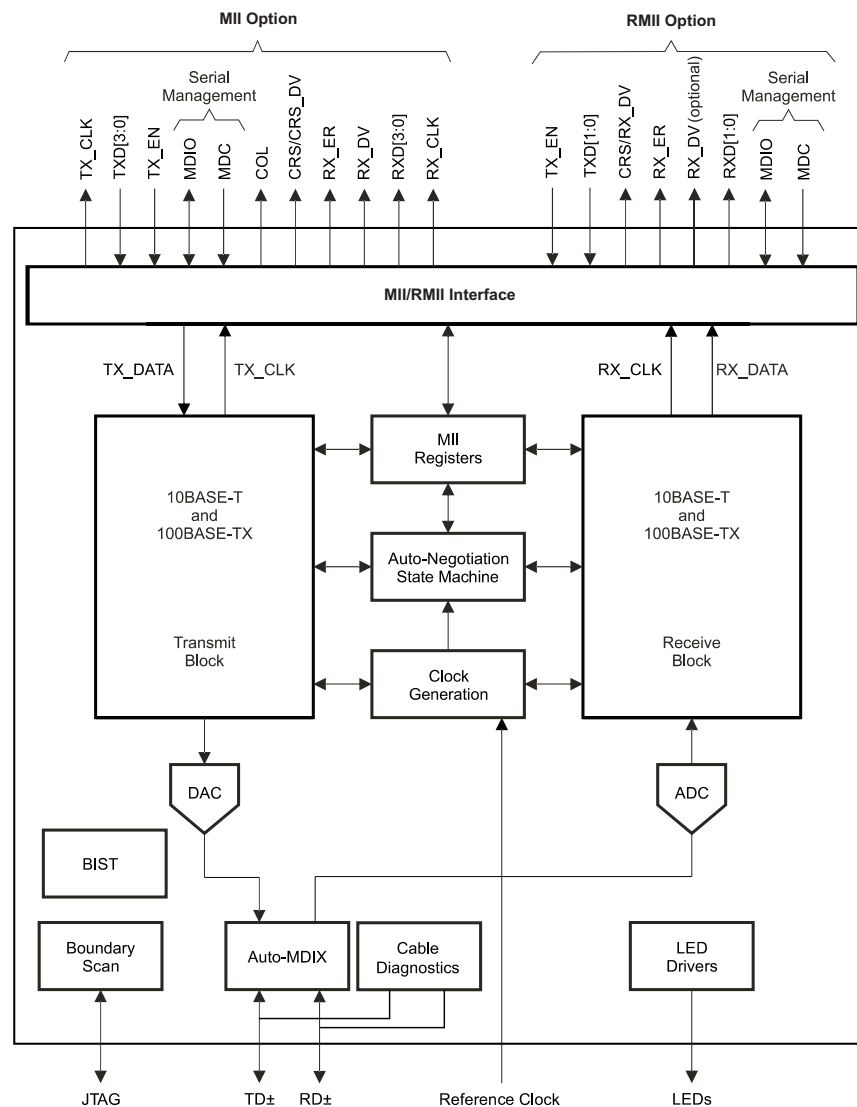 MII Option
RMII Option
Serial
Management
Serial
Management
TX_CLK
TXD[3:0]
TX_EN
MDIO
MDC
COL
CRS/CRS_DV
RX_ER
RX_DV
RXD[3:0]
RX_CLK
TX_EN
TXD[1:0]
CRS/RX_DV
RX_ER
RX_DV (optional)
RXD[1:0]
MDIO
MDC
MII/RMII Interface
TX_DATA
TX_CLK
RX_CLK
RX_DATA
10BASE-T
and
100BASE-TX
Transmit
Block
MII
Registers
Auto-Negotiation
State Machine
Clock
Generation
10BASE-T
and
100BASE-TX
Receive
Block
DAC
ADC
BIST
Boundary
Scan
Auto-MDIX
Cable
Diagnostics
LED
Drivers
JTAG
TD±
RD±
Reference Clock
LEDs